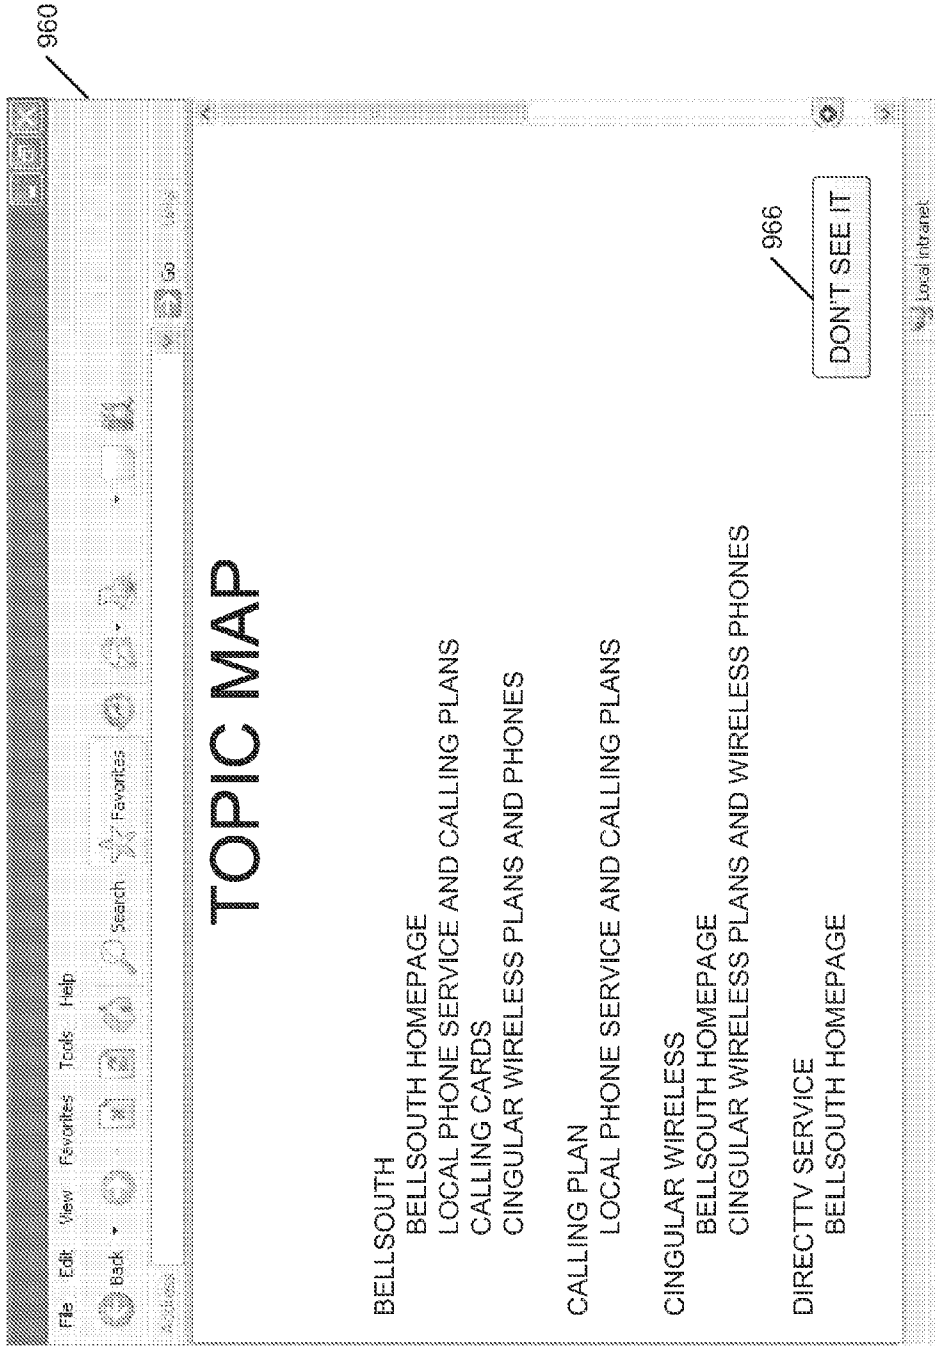 960
File Edit View Favorites Tools Help
Back Search Favorites
Address Go Links
TOPIC MAP
BELLSOUTH
BELLSOUTH HOMEPAGE
LOCAL PHONE SERVICE AND CALLING PLANS
CALLING CARDS
CINGULAR WIRELESS PLANS AND PHONES
CALLING PLAN
LOCAL PHONE SERVICE AND CALLING PLANS
CINGULAR WIRELESS
BELLSOUTH HOMEPAGE
CINGULAR WIRELESS PLANS AND WIRELESS PHONES
966
DIRECTTV SERVICE
BELLSOUTH HOMEPAGE
DON'T SEE IT
Local intranet